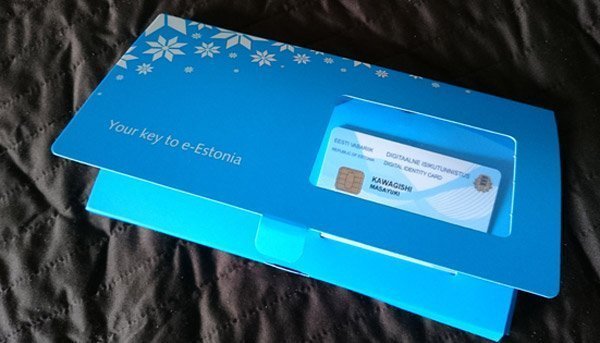 Your key to e-Estonia
EESTI VABARIIK
REPUBLIC OF ESTONIA
DIGITAALNE ISIKUTUNNISTUS
DIGITAL IDENTITY CARD
KAWAGISHI
MASAYUKI